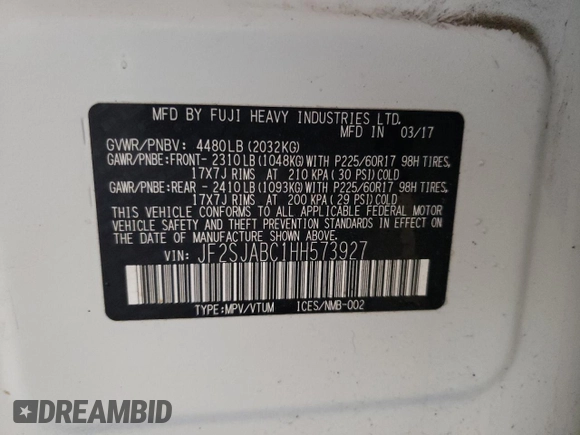 MFD BY FUJI HEAVY INDUSTRIES LTD.
MFD IN 03/17
GVWR/PNBV: 4480LB(2032KG)
GAWR/PNBE:FRONT- 2310LB(1048KG)WITH P225/60R17 98H TIRES,
17X7J RIMS AT 210 KPA(30 PSI)COLD
GAWR/PNBE:REAR - 2410LB(1093KG)WITH P225/60R17 98H TIRES,
17X7J RIMS AT 200 KPA(29 PSI)COLD
THIS VEHICLE CONFORMS TO ALL APPLICABLE FEDERAL MOTOR
VEHICLE SAFETY AND THEFT PREVENTION STANDARDS IN EFFECT ON
THE DATE OF MANUFACTURE SHOWN ABOVE.
VIN: JF2SJABC1HH573927
TYPE:MPV/VTUM ICES/NMB-002
DREAMBID